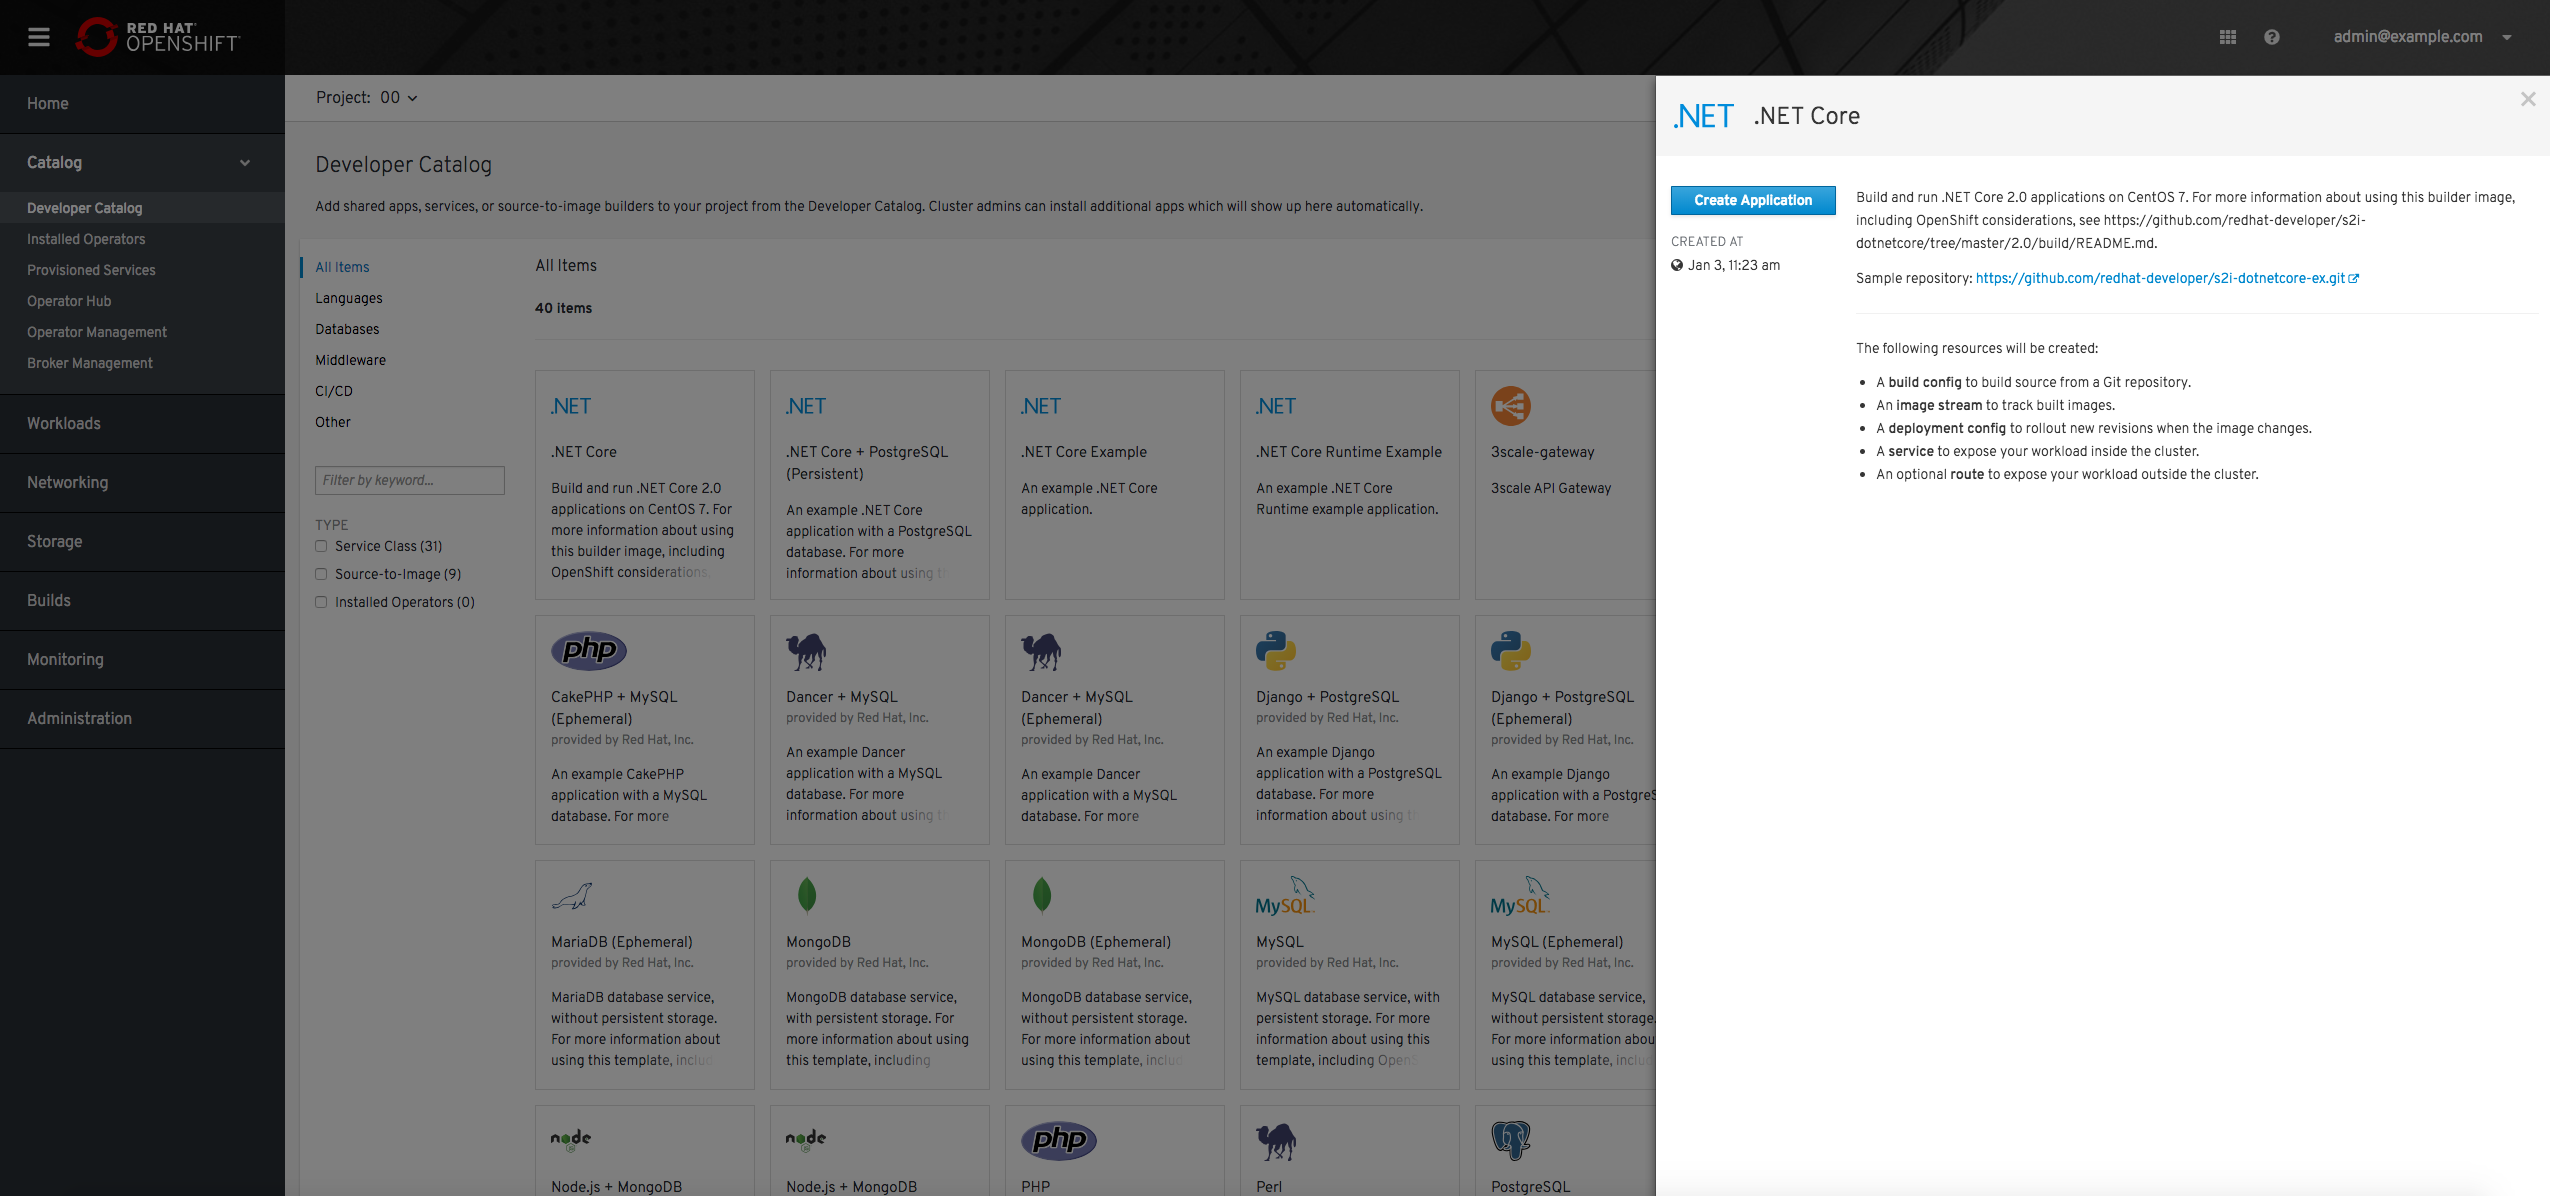 RED HAT
OPENSHIFT
admin@example.com
Home
Catalog
Developer Catalog
Installed Operators
Provisioned Services
Operator Hub
Operator Management
Broker Management
Workloads
Networking
Storage
Builds
Monitoring
Administration
Project: 00
Developer Catalog
Add shared apps, services, or source-to-image builders to your project from the Developer Catalog. Cluster admins can install additional apps which will show up here automatically.
All Items
Languages
Databases
Middleware
CI/CD
Other
Filter by keyword...
TYPE
Service Class (31)
Source-to-Image (9)
Installed Operators (0)
All Items
40 items
.NET
.NET Core
Build and run .NET Core 2.0
applications on CentOS 7. For
more information about using
this builder image, including
OpenShift considerations,
.NET
.NET Core + PostgreSQL
(Persistent)
An example .NET Core
application with a PostgreSQL
database. For more
information about using
.NET
.NET Core Example
An example .NET Core
application.
.NET
.NET Core Runtime Example
An example .NET Core
Runtime example application.
3scale-gateway
3scale API Gateway
php
CakePHP + MySQL
(Ephemeral)
provided by Red Hat, Inc.
An example CakePHP
application with a MySQL
database. For more
Dancer + MySQL
provided by Red Hat, Inc.
An example Dancer
application with a MySQL
database. For more
information about using
Dancer + MySQL
(Ephemeral)
provided by Red Hat, Inc.
An example Dancer
application with a MySQL
database. For more
Django + PostgreSQL
provided by Red Hat, Inc.
An example Django
application with a PostgreSQL
database. For more
information about using
Django + PostgreSQL
(Ephemeral)
provided by Red Hat, Inc.
An example Django
application with a PostgreS
database. For more
MariaDB (Ephemeral)
provided by Red Hat, Inc.
MariaDB database service,
without persistent storage.
For more information about
using this template, includ
MongoDB
provided by Red Hat, Inc.
MongoDB database service,
with persistent storage. For
more information about using
this template, including
MongoDB (Ephemeral)
provided by Red Hat, Inc.
MongoDB database service,
without persistent storage.
For more information about
using this template, includ
MySQL
MySQL
provided by Red Hat, Inc.
MySQL database service, with
persistent storage. For more
information about using this
template, including OpenS
MySQL
MySQL (Ephemeral)
provided by Red Hat, Inc.
MySQL database service,
without persistent storage.
For more information abou
using this template, includ
node
Node.js + MongoDB
node
Node.js + MongoDB
php
PHP
Perl
PostgreSQL
.NET .NET Core
Create Application
CREATED AT
Jan 3, 11:23 am
Build and run .NET Core 2.0 applications on CentOS 7. For more information about using this builder image,
including OpenShift considerations, see https://github.com/redhat-developer/s2i-
dotnetcore/tree/master/2.0/build/README.md.
Sample repository: https://github.com/redhat-developer/s2i-dotnetcore-ex.git
The following resources will be created:
• A build config to build source from a Git repository.
• An image stream to track built images.
• A deployment config to rollout new revisions when the image changes.
• A service to expose your workload inside the cluster.
• An optional route to expose your workload outside the cluster.